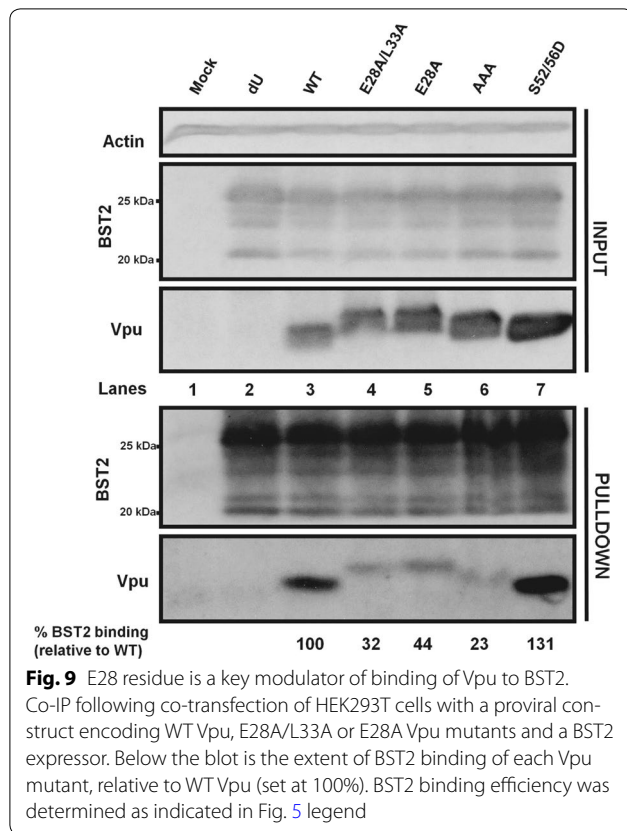 Mock dU WT E28A/L33A E28A AAA S52/56D
Actin
BST2
25 kDa
20 kDa
Vpu
INPUT
Lanes 1 2 3 4 5 6 7
BST2
25 kDa
20 kDa
Vpu
PULLDOWN
% BST2 binding
(relative to WT)
100 32 44 23 131
Fig. 9 E28 residue is a key modulator of binding of Vpu to BST2.
Co-IP following co-transfection of HEK293T cells with a proviral con-
struct encoding WT Vpu, E28A/L33A or E28A Vpu mutants and a BST2
expressor. Below the blot is the extent of BST2 binding of each Vpu
mutant, relative to WT Vpu (set at 100%). BST2 binding efficiency was
determined as indicated in Fig. 5 legend